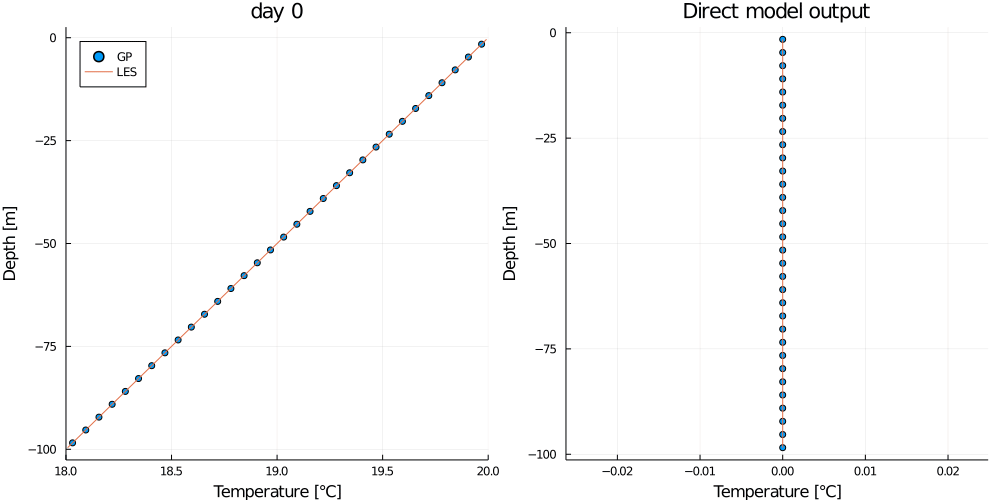 day 0
0
−25
−50
−75
−100
Depth [m]
GP
LES
18.0 18.5 19.0 19.5 20.0
Temperature [°C]
Direct model output
0
−25
−50
−75
−100
Depth [m]
−0.02 −0.01 0.00 0.01 0.02
Temperature [°C]